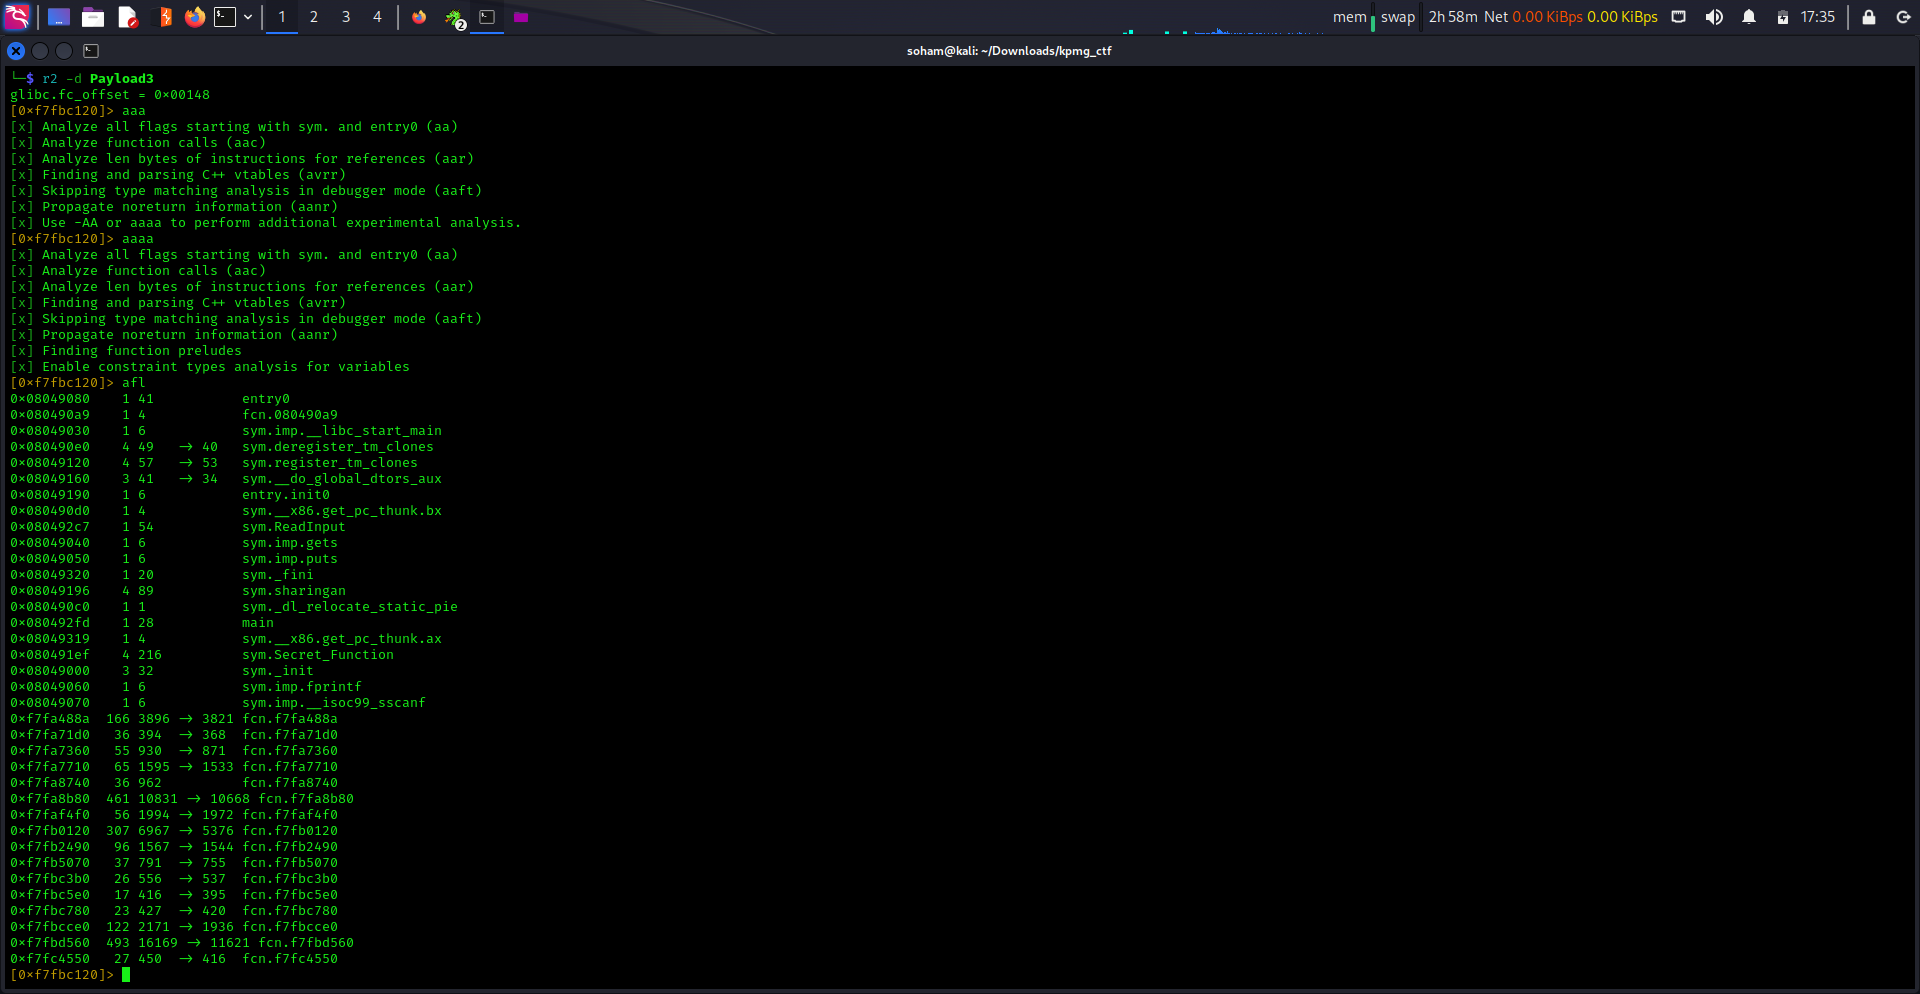 1 2 3 4 2 mem swap 2h 58m Net 0.00 KiBps 0.00 KiBps 17:35
soham@kali: ~/Downloads/kpmg_ctf
└─$ r2 -d Payload3
glibc.fc_offset = 0×00148
[0×f7fbc120]> aaa
[x] Analyze all flags starting with sym. and entry0 (aa)
[x] Analyze function calls (aac)
[x] Analyze len bytes of instructions for references (aar)
[x] Finding and parsing C++ vtables (avrr)
[x] Skipping type matching analysis in debugger mode (aaft)
[x] Propagate noreturn information (aanr)
[x] Use -AA or aaaa to perform additional experimental analysis.
[0×f7fbc120]> aaaa
[x] Analyze all flags starting with sym. and entry0 (aa)
[x] Analyze function calls (aac)
[x] Analyze len bytes of instructions for references (aar)
[x] Finding and parsing C++ vtables (avrr)
[x] Skipping type matching analysis in debugger mode (aaft)
[x] Propagate noreturn information (aanr)
[x] Finding function preludes
[x] Enable constraint types analysis for variables
[0×f7fbc120]> afl
0×08049080    1 41           entry0
0×080490a9    1 4            fcn.080490a9
0×08049030    1 6            sym.imp.__libc_start_main
0×080490e0    4 49   → 40   sym.deregister_tm_clones
0×08049120    4 57   → 53   sym.register_tm_clones
0×08049160    3 41   → 34   sym.__do_global_dtors_aux
0×08049190    1 6            entry.init0
0×080490d0    1 4            sym.__x86.get_pc_thunk.bx
0×080492c7    1 54           sym.ReadInput
0×08049040    1 6            sym.imp.gets
0×08049050    1 6            sym.imp.puts
0×08049320    1 20           sym._fini
0×08049196    4 89           sym.sharingan
0×080490c0    1 1            sym._dl_relocate_static_pie
0×080492fd    1 28           main
0×08049319    1 4            sym.__x86.get_pc_thunk.ax
0×080491ef    4 216          sym.Secret_Function
0×08049000    3 32           sym._init
0×08049060    1 6            sym.imp.fprintf
0×08049070    1 6            sym.imp.__isoc99_sscanf
0×f7fa488a  166 3896 → 3821 fcn.f7fa488a
0×f7fa71d0   36 394  → 368  fcn.f7fa71d0
0×f7fa7360   55 930  → 871  fcn.f7fa7360
0×f7fa7710   65 1595 → 1533 fcn.f7fa7710
0×f7fa8740   36 962          fcn.f7fa8740
0×f7fa8b80  461 10831 → 10668 fcn.f7fa8b80
0×f7faf4f0   56 1994 → 1972 fcn.f7faf4f0
0×f7fb0120  307 6967 → 5376 fcn.f7fb0120
0×f7fb2490   96 1567 → 1544 fcn.f7fb2490
0×f7fb5070   37 791  → 755  fcn.f7fb5070
0×f7fbc3b0   26 556  → 537  fcn.f7fbc3b0
0×f7fbc5e0   17 416  → 395  fcn.f7fbc5e0
0×f7fbc780   23 427  → 420  fcn.f7fbc780
0×f7fbcce0  122 2171 → 1936 fcn.f7fbcce0
0×f7fbd560  493 16169 → 11621 fcn.f7fbd560
0×f7fc4550   27 450  → 416  fcn.f7fc4550
[0×f7fbc120]>